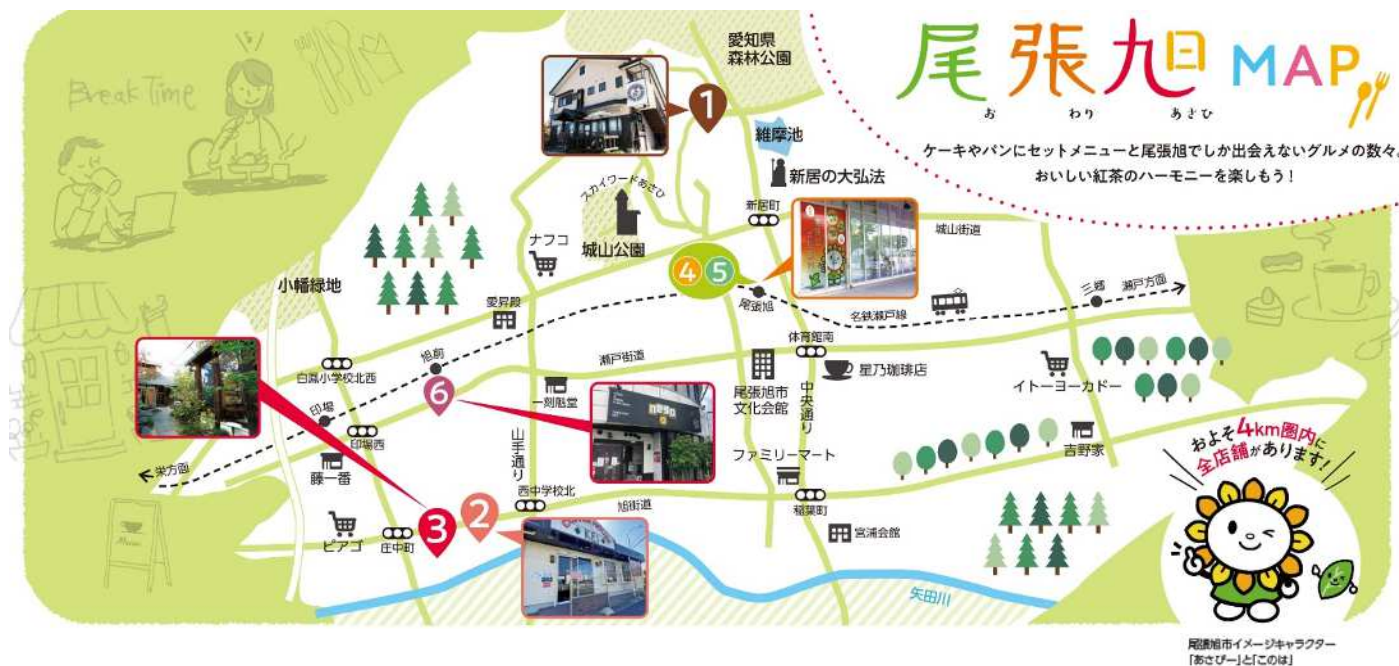 尾張旭 MAP
お わり あさひ
ケーキやパンにセットメニューと尾張旭でしか出会えないグルメの数々。
おいしい紅茶のハーモニーを楽しもう!
Break Time
愛知県
森林公園
1
維摩池
新居の大弘法
スカイワードあさひ
新居町
城山街道
ナフコ
城山公園
小幡緑地
4 5
尾張旭
三郷
瀬戸方面
愛昇殿
名鉄瀬戸線
体育館南
白鳳小学校北西
旭前
瀬戸街道
尾張旭市
文化会館
星乃珈琲店
イトーヨーカドー
6
一刻魁堂
中央通り
印場
印場西
山手通り
栄方面
藤一番
ファミリーマート
吉野家
およそ4km圏内に
全店舗があります!
西中学校北
旭街道
稲葉町
3
2
ピアゴ
庄中町
宮浦会館
矢田川
Menu
尾張旭市イメージキャラクター
「あさぴー」と「このは」